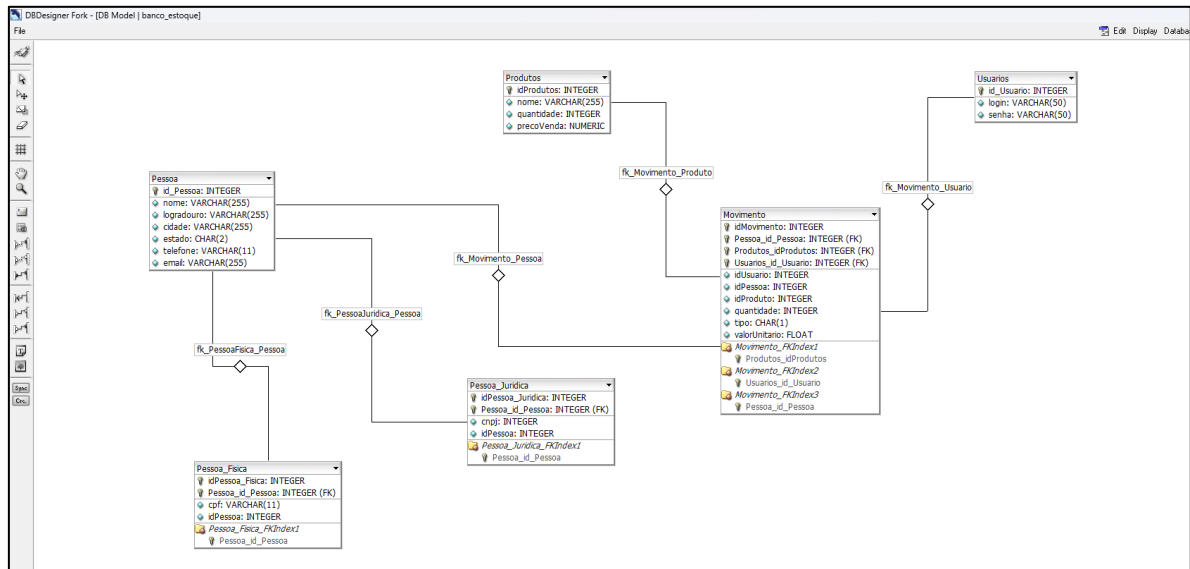 DBDesigner Fork - [DB Model | banco_estoque]
File
Edit Display Databa
Produtos
idProdutos: INTEGER
nome: VARCHAR(255)
quantidade: INTEGER
precoVenda: NUMERIC
Usuarios
id_Usuario: INTEGER
login: VARCHAR(50)
senha: VARCHAR(50)
fk_Movimento_Produto
fk_Movimento_Usuario
Pessoa
id_Pessoa: INTEGER
nome: VARCHAR(255)
logradouro: VARCHAR(255)
cidade: VARCHAR(255)
estado: CHAR(2)
telefone: VARCHAR(11)
email: VARCHAR(255)
Movimento
idMovimento: INTEGER
Pessoa_id_Pessoa: INTEGER (FK)
Produtos_idProdutos: INTEGER (FK)
Usuarios_id_Usuario: INTEGER (FK)
idUsuario: INTEGER
idPessoa: INTEGER
idProduto: INTEGER
quantidade: INTEGER
tipo: CHAR(1)
valorUnitario: FLOAT
Movimento_FKIndex1
Produtos_idProdutos
Movimento_FKIndex2
Usuarios_id_Usuario
Movimento_FKIndex3
Pessoa_id_Pessoa
fk_Movimento_Pessoa
fk_PessoaJuridica_Pessoa
fk_PessoaFisica_Pessoa
Pessoa_Juridica
idPessoa_Juridica: INTEGER
Pessoa_id_Pessoa: INTEGER (FK)
cnpj: INTEGER
idPessoa: INTEGER
Pessoa_Juridica_FKIndex1
Pessoa_id_Pessoa
Pessoa_Fisica
idPessoa_Fisica: INTEGER
Pessoa_id_Pessoa: INTEGER (FK)
cpf: VARCHAR(11)
idPessoa: INTEGER
Pessoa_Fisica_FKIndex1
Pessoa_id_Pessoa
Sync